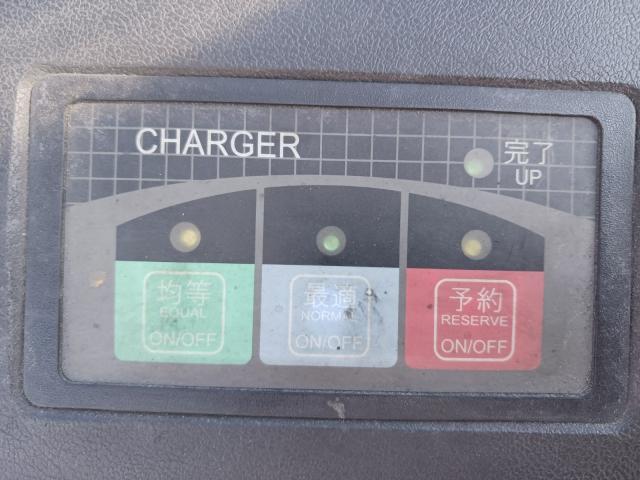 CHARGER
完了
UP
均等
EQUAL
ON/OFF
最適
NORMAL
ON/OFF
予約
RESERVE
ON/OFF